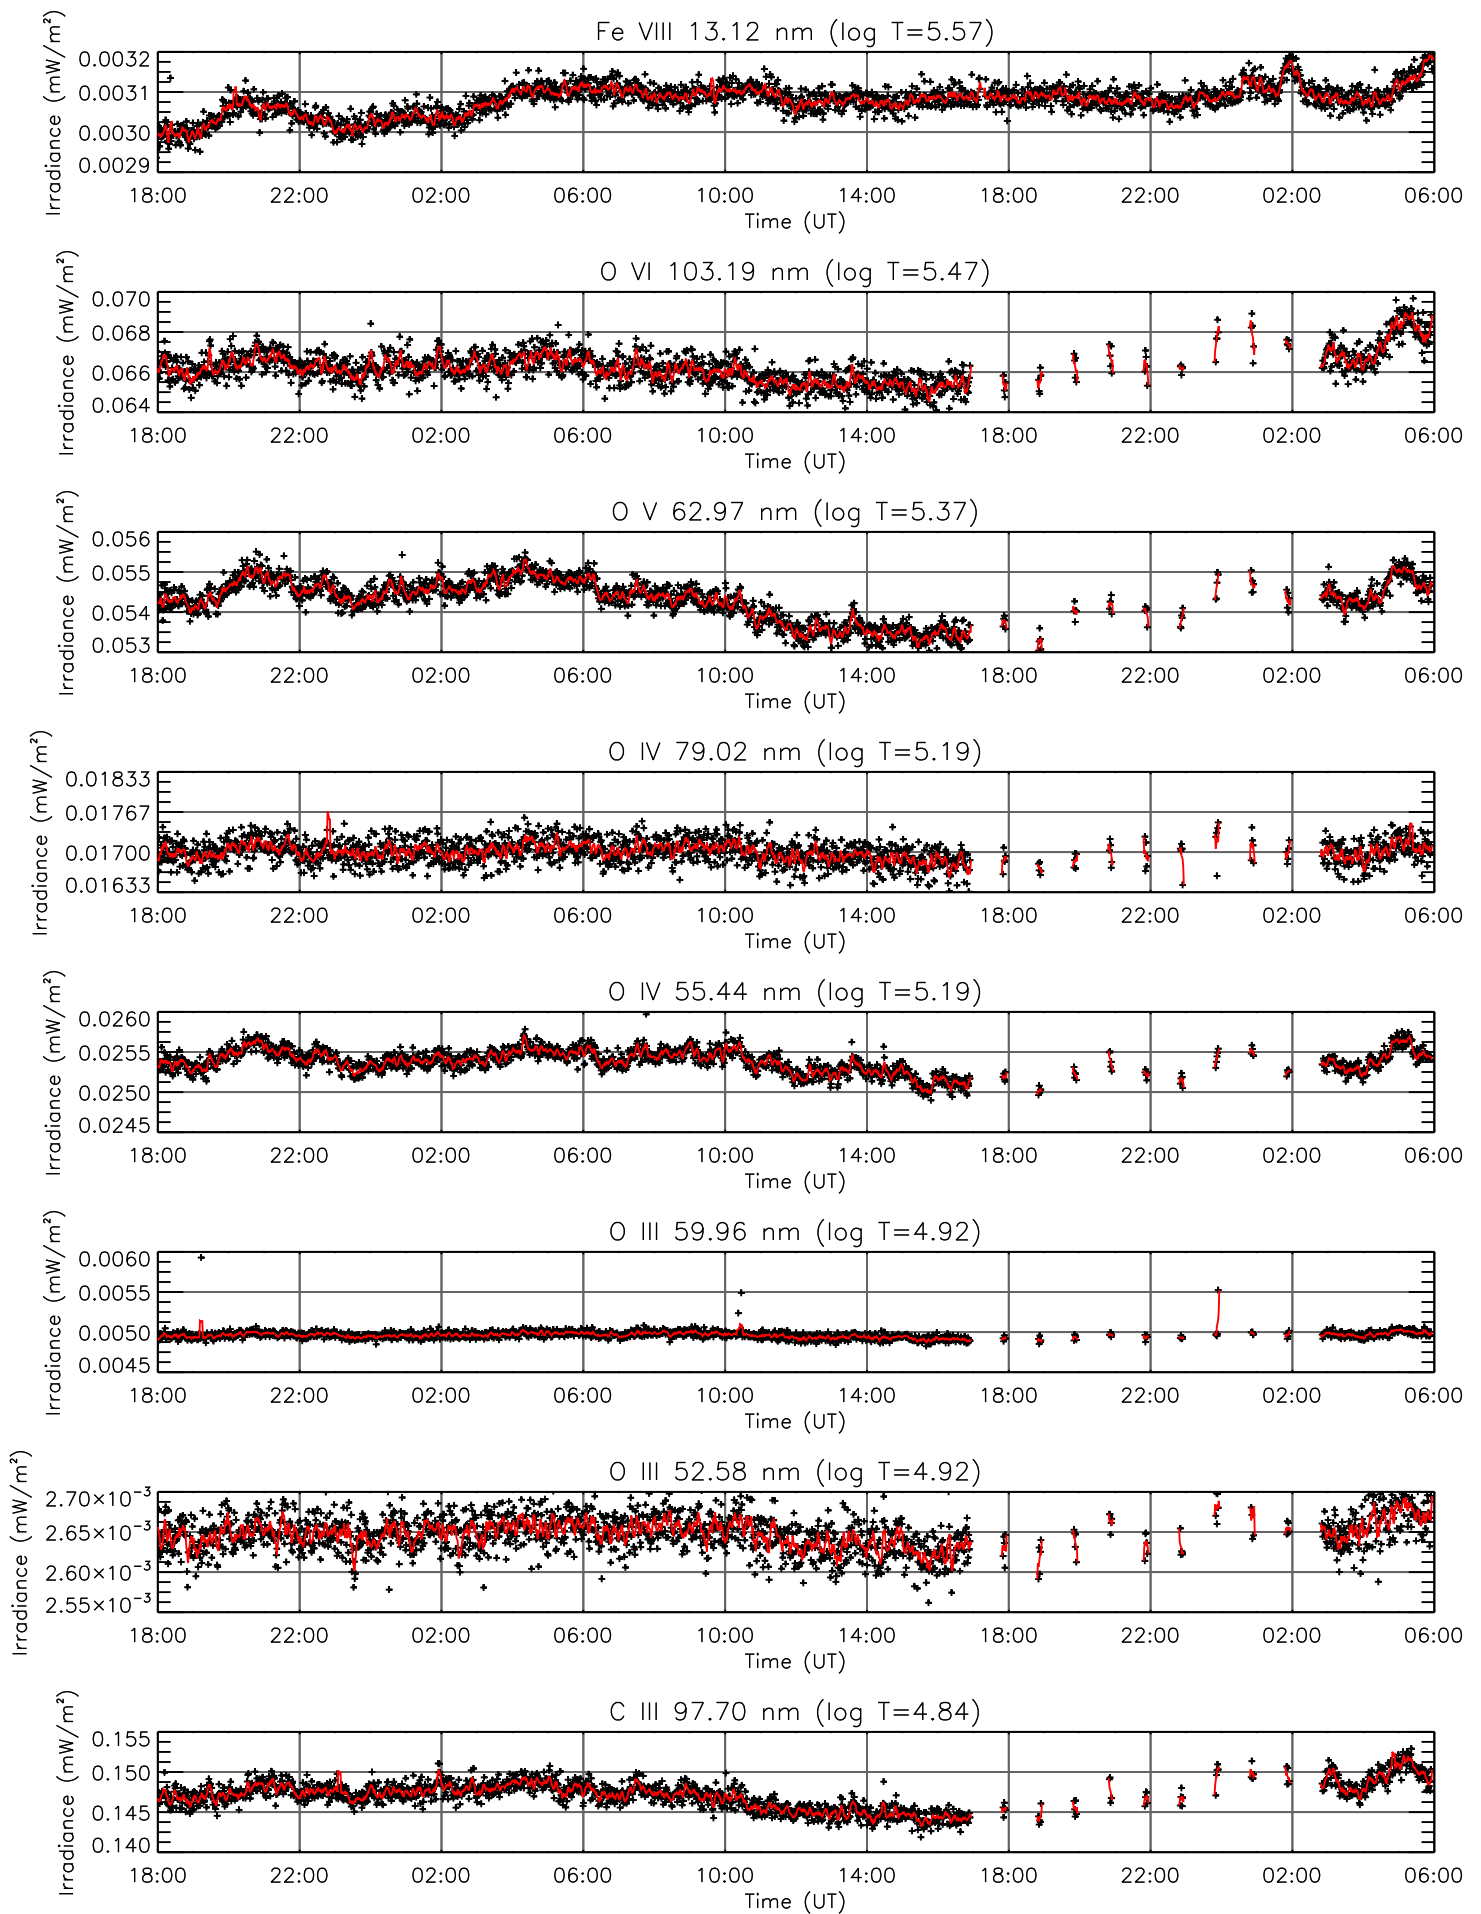 Fe VIII 13.12 nm (log T=5.57)
Irradiance (mW/m²)
0.0032
0.0031
0.0030
0.0029
18:00 22:00 02:00 06:00 10:00 14:00 18:00 22:00 02:00 06:00
Time (UT)
O VI 103.19 nm (log T=5.47)
Irradiance (mW/m²)
0.070
0.068
0.066
0.064
18:00 22:00 02:00 06:00 10:00 14:00 18:00 22:00 02:00 06:00
Time (UT)
O V 62.97 nm (log T=5.37)
Irradiance (mW/m²)
0.056
0.055
0.054
0.053
18:00 22:00 02:00 06:00 10:00 14:00 18:00 22:00 02:00 06:00
Time (UT)
O IV 79.02 nm (log T=5.19)
Irradiance (mW/m²)
0.01833
0.01767
0.01700
0.01633
18:00 22:00 02:00 06:00 10:00 14:00 18:00 22:00 02:00 06:00
Time (UT)
O IV 55.44 nm (log T=5.19)
Irradiance (mW/m²)
0.0260
0.0255
0.0250
0.0245
18:00 22:00 02:00 06:00 10:00 14:00 18:00 22:00 02:00 06:00
Time (UT)
O III 59.96 nm (log T=4.92)
Irradiance (mW/m²)
0.0060
0.0055
0.0050
0.0045
18:00 22:00 02:00 06:00 10:00 14:00 18:00 22:00 02:00 06:00
Time (UT)
O III 52.58 nm (log T=4.92)
Irradiance (mW/m²)
2.70×10⁻³
2.65×10⁻³
2.60×10⁻³
2.55×10⁻³
18:00 22:00 02:00 06:00 10:00 14:00 18:00 22:00 02:00 06:00
Time (UT)
C III 97.70 nm (log T=4.84)
Irradiance (mW/m²)
0.155
0.150
0.145
0.140
18:00 22:00 02:00 06:00 10:00 14:00 18:00 22:00 02:00 06:00
Time (UT)